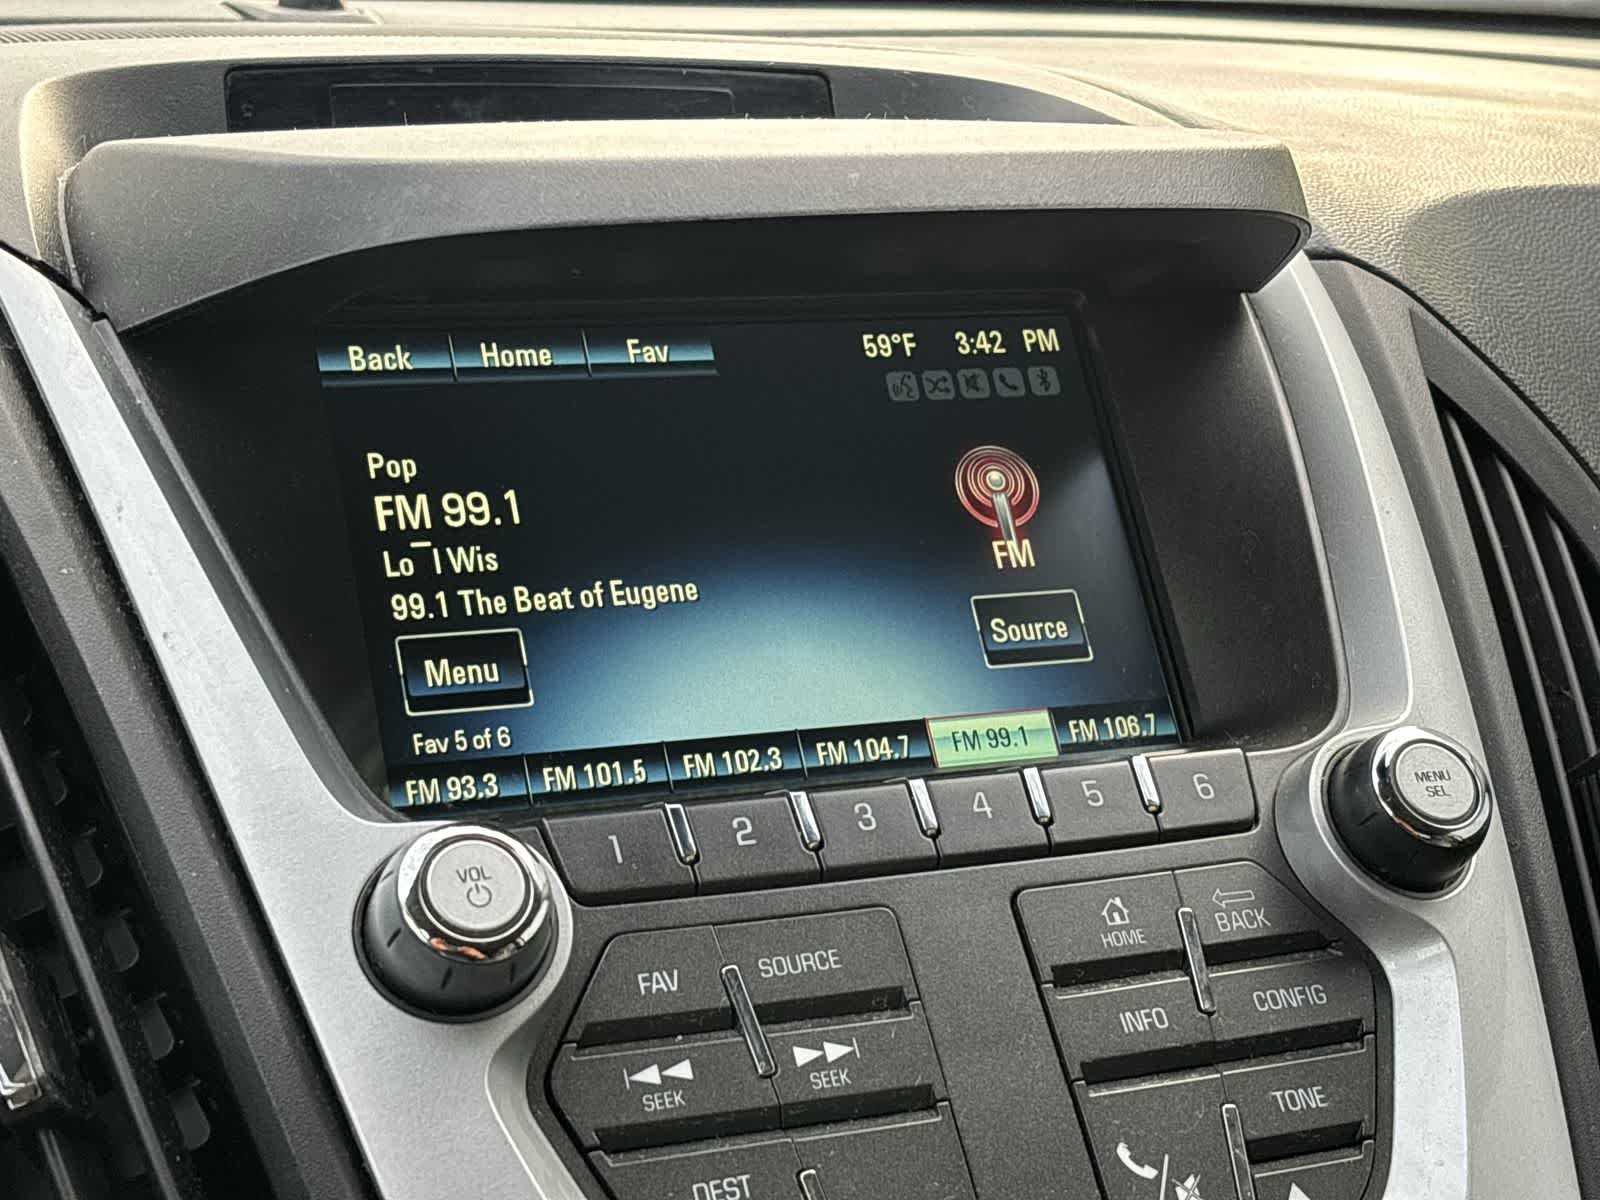 Back Home Fav 59°F 3:42 PM
Pop
FM 99.1
Lo¯l Wis
99.1 The Beat of Eugene
FM
Menu
Source
Fav 5 of 6
FM 93.3 FM 101.5 FM 102.3 FM 104.7 FM 99.1 FM 106.7
1 2 3 4 5 6
VOL
MENU
SEL
FAV SOURCE
SEEK SEEK
DEST
HOME BACK
INFO CONFIG
TONE